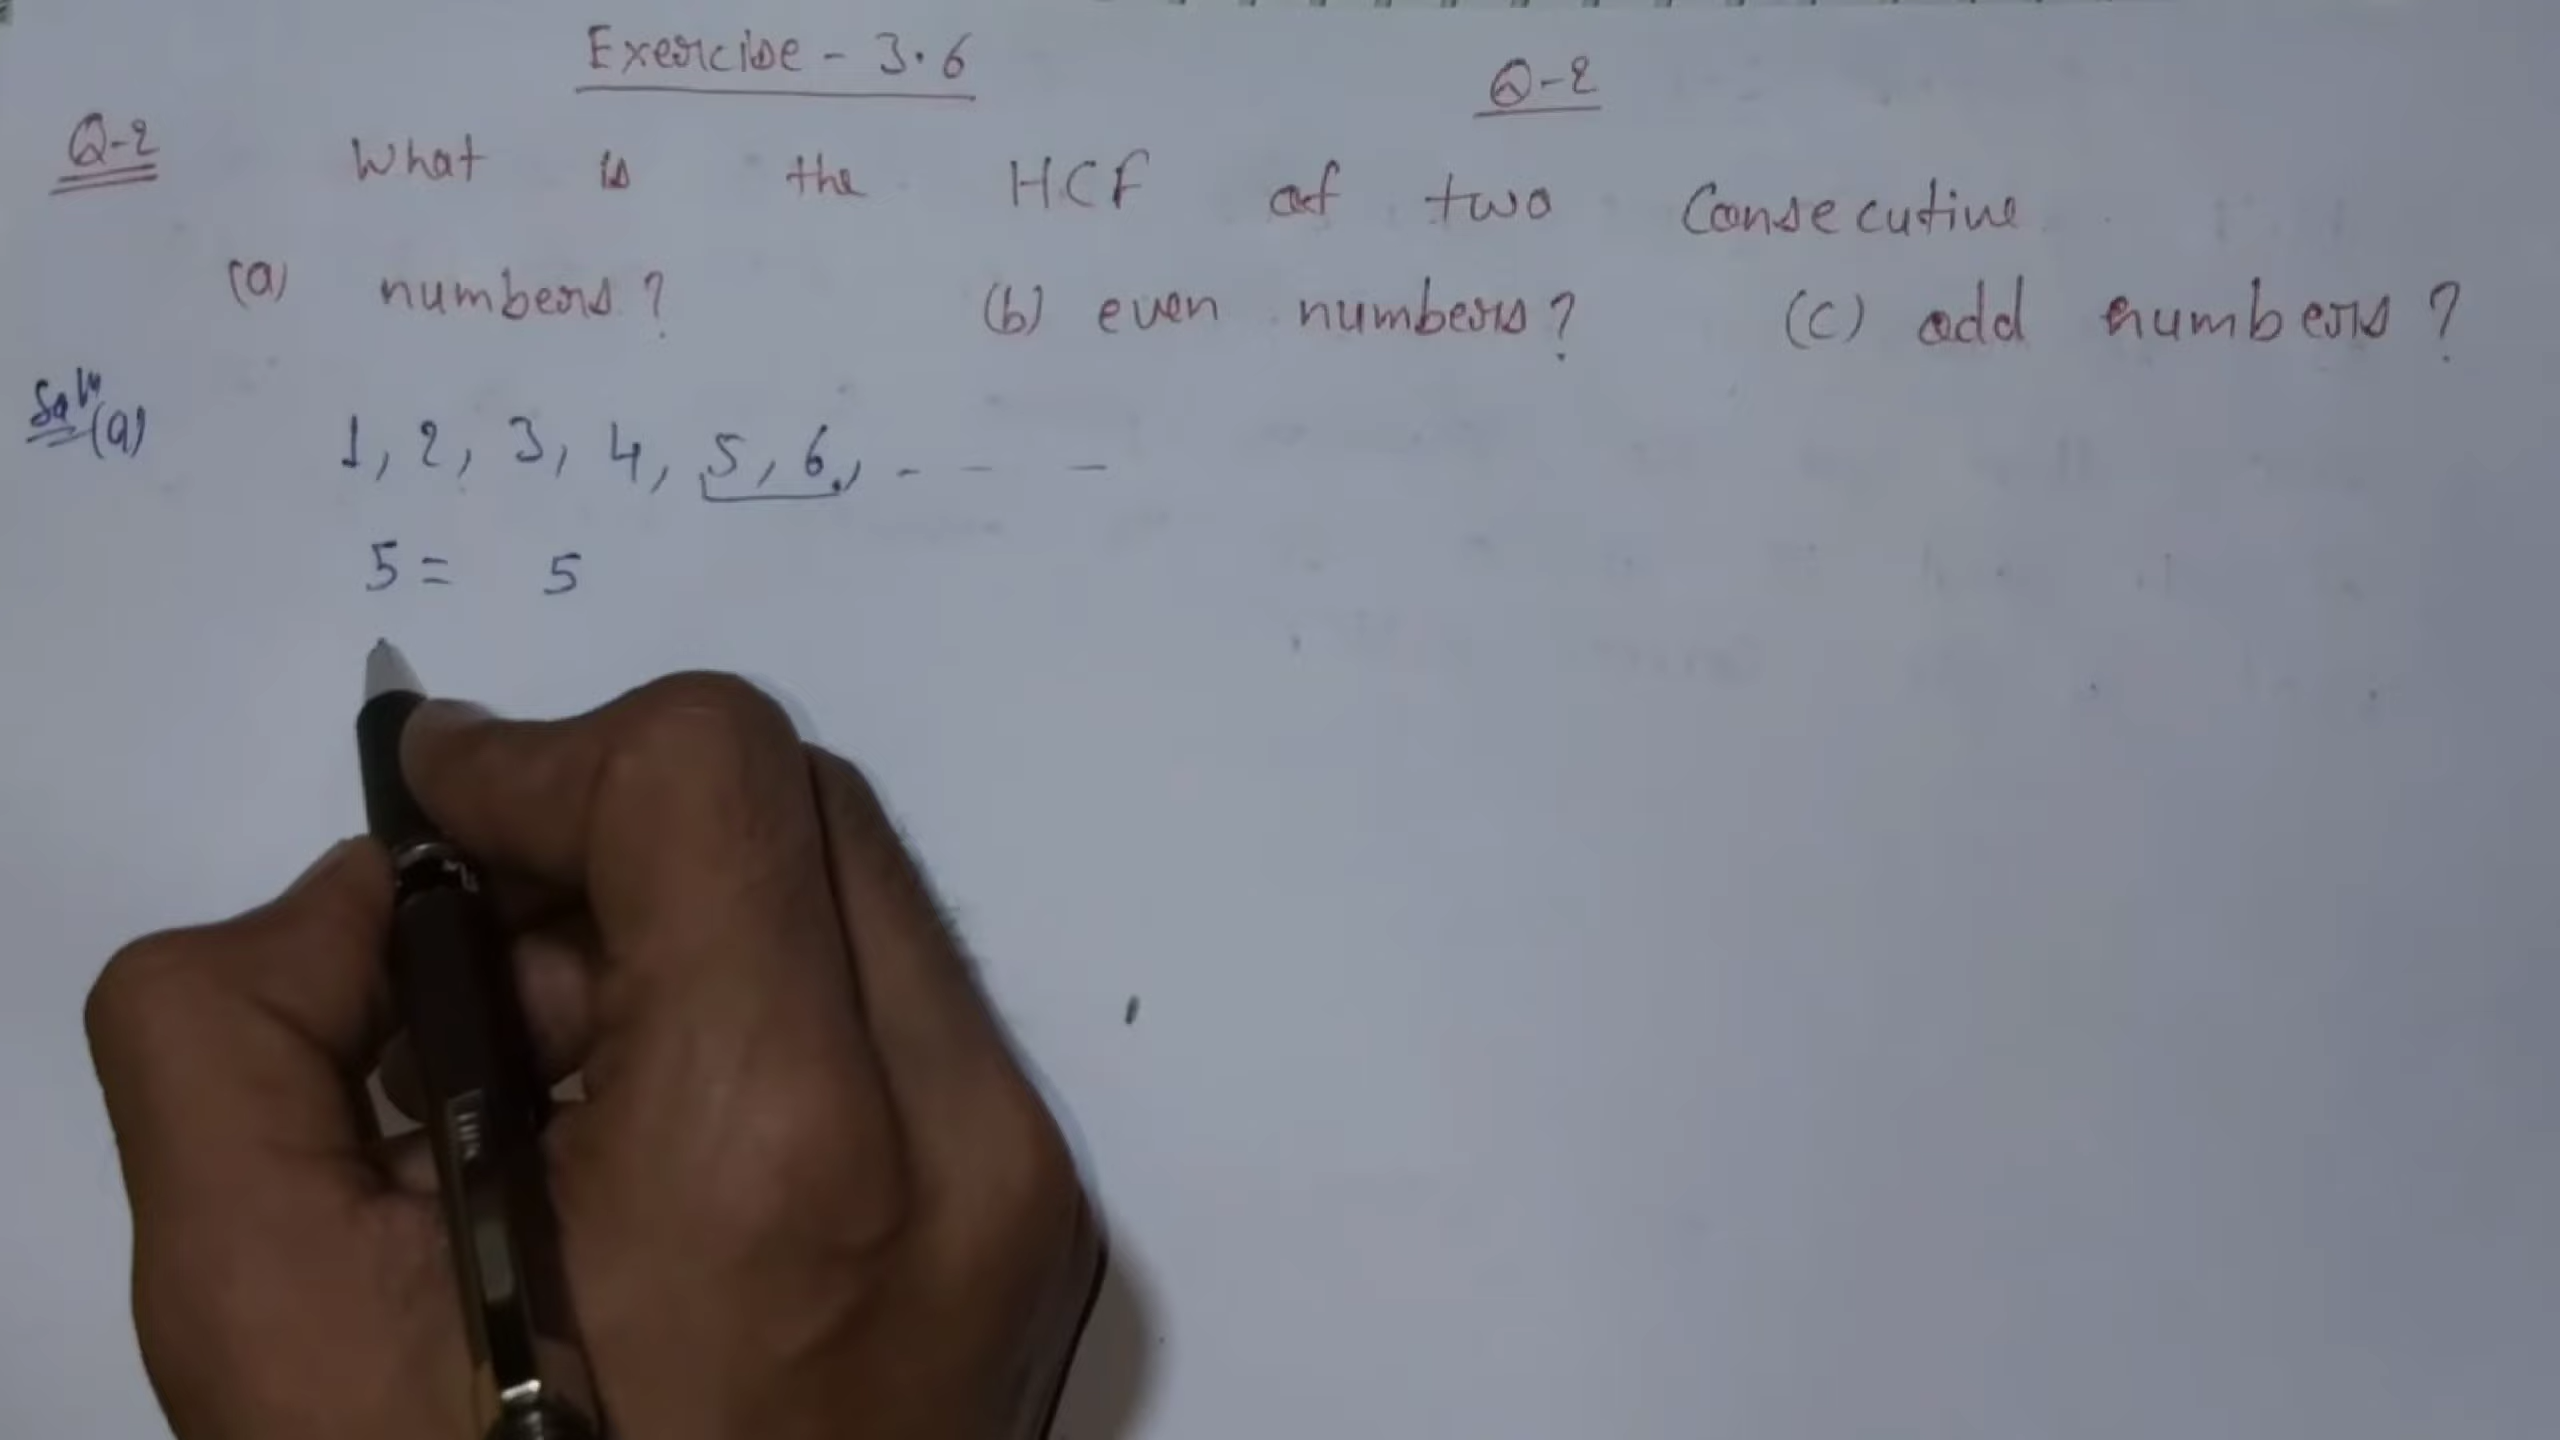 Exercise - 3.6
Q-2
Q-2 What is the HCF of two Consecutive
(a) numbers? (b) even numbers? (c) odd numbers?
Solⁿ(a) 1, 2, 3, 4, 5, 6, - - -
5 = 5